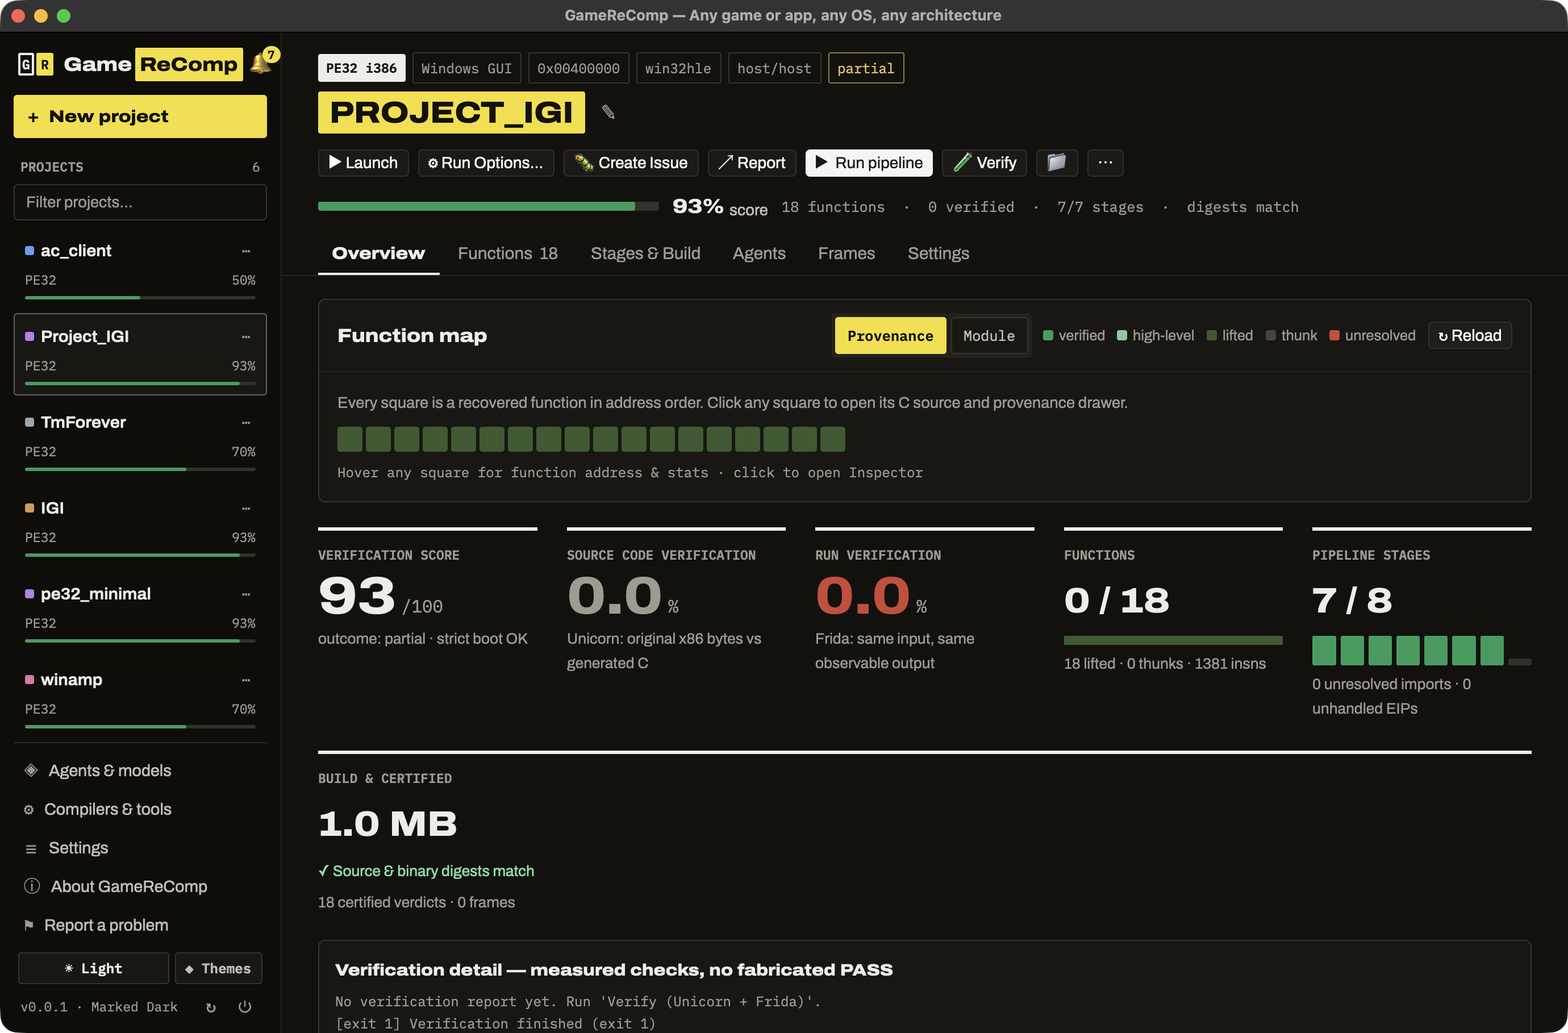 GameReComp — Any game or app, any OS, any architecture
GR Game ReComp 7
+ New project
PROJECTS 6
Filter projects...
ac_client ...
PE32 50%
Project_IGI ...
PE32 93%
TmForever ...
PE32 70%
IGI ...
PE32 93%
pe32_minimal ...
PE32 93%
winamp ...
PE32 70%
Agents & models
Compilers & tools
Settings
About GameReComp
Report a problem
Light Themes
v0.0.1 · Marked Dark
PE32 i386 Windows GUI 0x00400000 win32hle host/host partial
PROJECT_IGI
Launch Run Options... Create Issue Report Run pipeline Verify ...
93% score 18 functions · 0 verified · 7/7 stages · digests match
Overview Functions 18 Stages & Build Agents Frames Settings
Function map Provenance Module verified high-level lifted thunk unresolved Reload
Every square is a recovered function in address order. Click any square to open its C source and provenance drawer.
Hover any square for function address & stats · click to open Inspector
VERIFICATION SCORE
93 /100
outcome: partial · strict boot OK
SOURCE CODE VERIFICATION
0.0 %
Unicorn: original x86 bytes vs
generated C
RUN VERIFICATION
0.0 %
Frida: same input, same
observable output
FUNCTIONS
0 / 18
18 lifted · 0 thunks · 1381 insns
PIPELINE STAGES
7 / 8
0 unresolved imports · 0
unhandled EIPs
BUILD & CERTIFIED
1.0 MB
✓ Source & binary digests match
18 certified verdicts · 0 frames
Verification detail — measured checks, no fabricated PASS
No verification report yet. Run 'Verify (Unicorn + Frida)'.
[exit 1] Verification finished (exit 1)